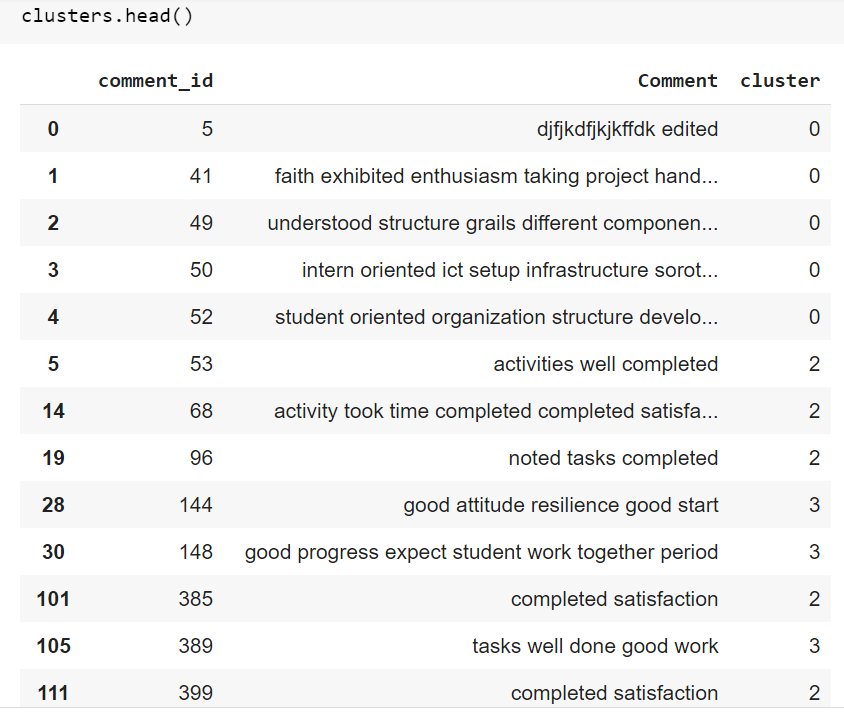 clusters.head()
comment_id Comment cluster
0 5 djfjkdfjkjkffdk edited 0
1 41 faith exhibited enthusiasm taking project hand... 0
2 49 understood structure grails different componen... 0
3 50 intern oriented ict setup infrastructure sorot... 0
4 52 student oriented organization structure develo... 0
5 53 activities well completed 2
14 68 activity took time completed completed satisfa... 2
19 96 noted tasks completed 2
28 144 good attitude resilience good start 3
30 148 good progress expect student work together period 3
101 385 completed satisfaction 2
105 389 tasks well done good work 3
111 399 completed satisfaction 2